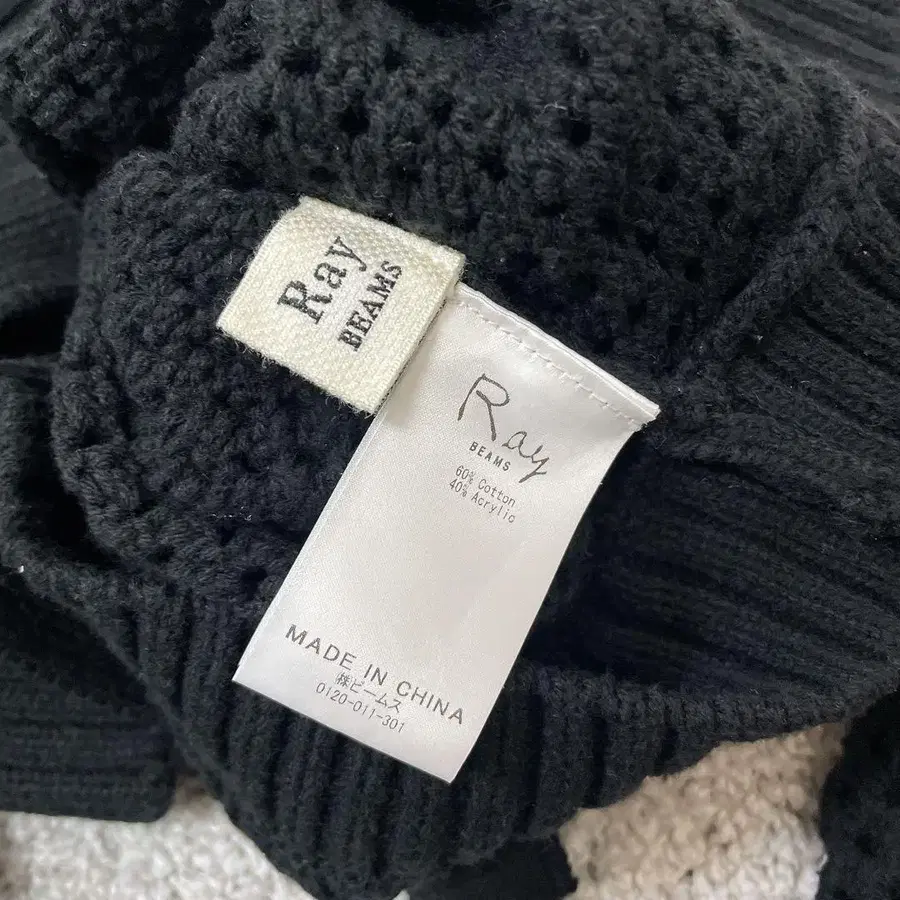 Ray
BEAMS
Ray
BEAMS
60% Cotton
40% Acrylic
MADE IN CHINA
㈱ビームス
0120-011-301